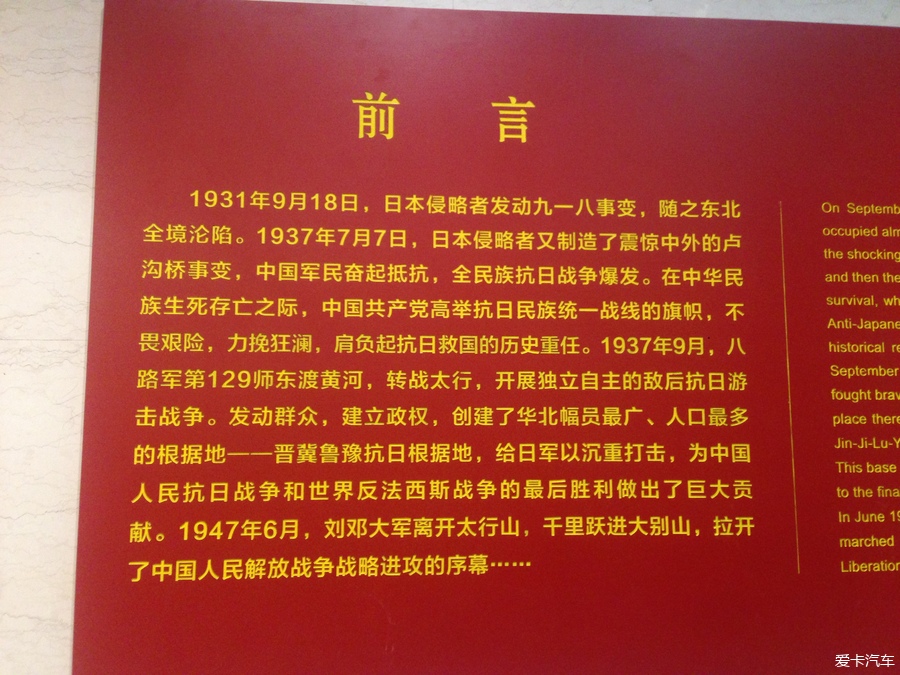 前言
1931年9月18日，日本侵略者发动九一八事变，随之东北
全境沦陷。1937年7月7日，日本侵略者又制造了震惊中外的卢
沟桥事变，中国军民奋起抵抗，全民族抗日战争爆发。在中华民
族生死存亡之际，中国共产党高举抗日民族统一战线的旗帜，不
畏艰险，力挽狂澜，肩负起抗日救国的历史重任。1937年9月，八
路军第129师东渡黄河，转战太行，开展独立自主的敌后抗日游
击战争。发动群众，建立政权，创建了华北幅员最广、人口最多
的根据地——晋冀鲁豫抗日根据地，给日军以沉重打击，为中国
人民抗日战争和世界反法西斯战争的最后胜利做出了巨大贡
献。1947年6月，刘邓大军离开太行山，千里跃进大别山，拉开
了中国人民解放战争战略进攻的序幕……
On Septemb
occupied alm
the shocking
and then the
survival, wh
Anti-Japane
historical re
September
fought brav
place there
Jin-Ji-Lu-Y
This base
to the fina
In June 19
marched
Liberation
爱卡汽车